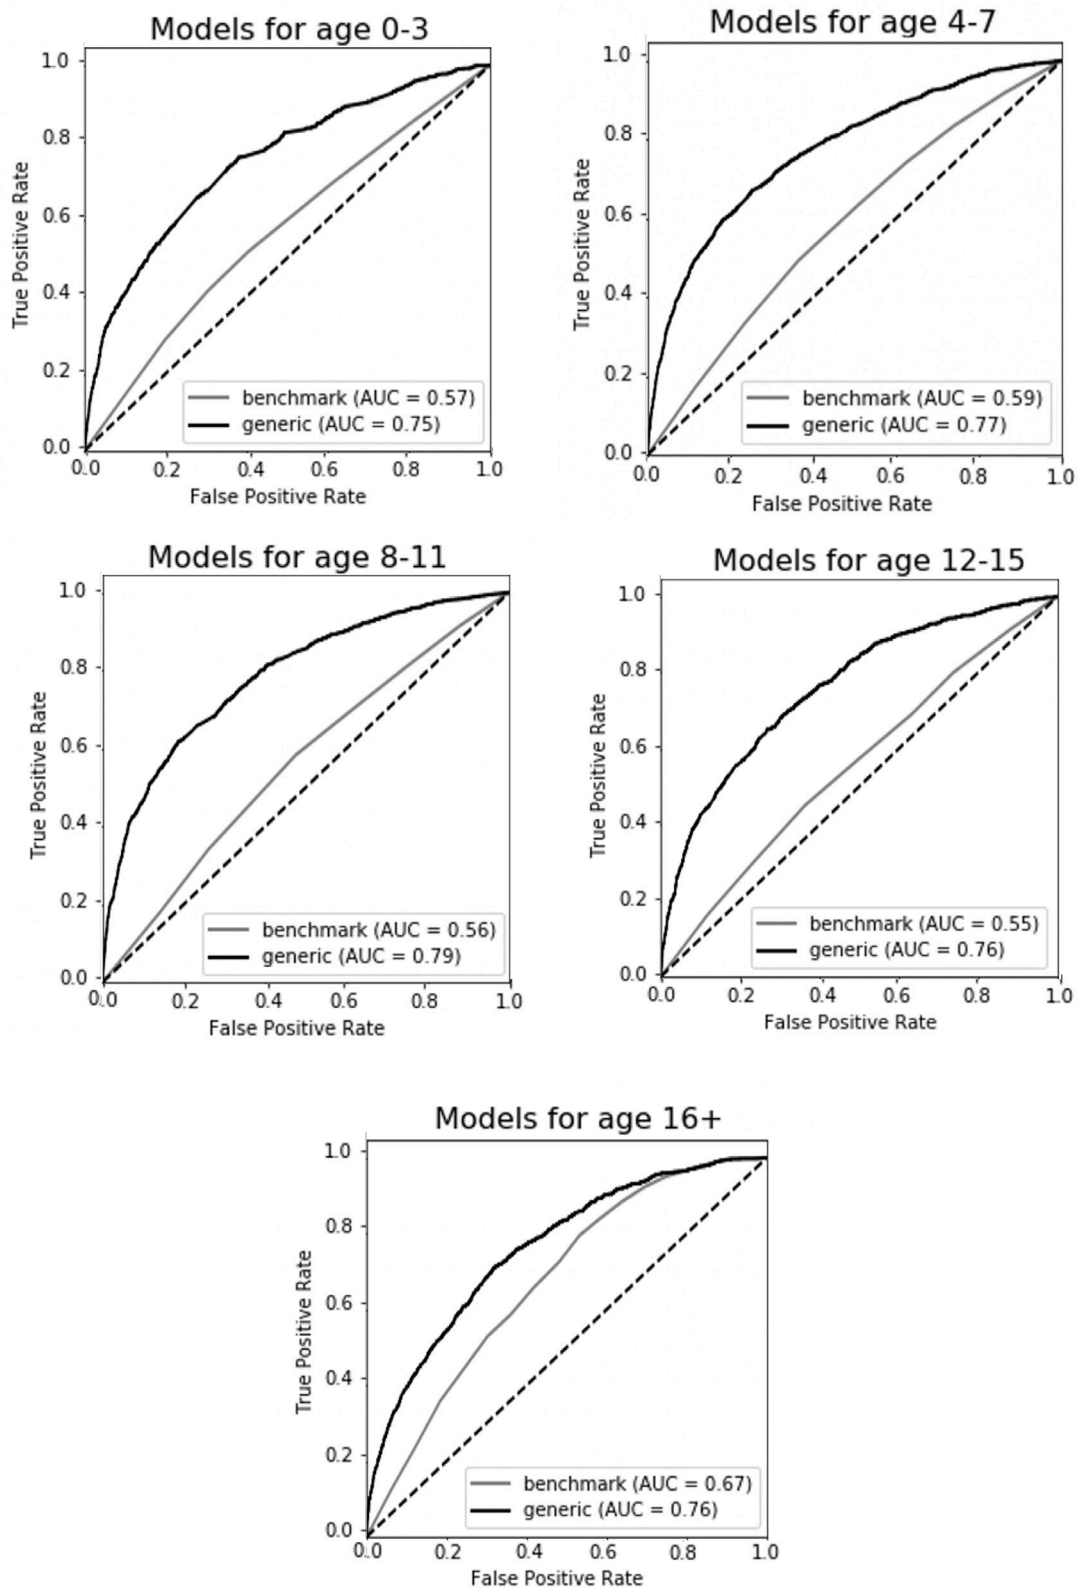 Models for age 0-3
1.0
0.8
0.6
0.4
0.2
0.0
True Positive Rate
benchmark (AUC = 0.57)
generic (AUC = 0.75)
0.0 0.2 0.4 0.6 0.8 1.0
False Positive Rate
Models for age 4-7
1.0
0.8
0.6
0.4
0.2
0.0
True Positive Rate
benchmark (AUC = 0.59)
generic (AUC = 0.77)
0.0 0.2 0.4 0.6 0.8 1.0
False Positive Rate
Models for age 8-11
1.0
0.8
0.6
0.4
0.2
0.0
True Positive Rate
benchmark (AUC = 0.56)
generic (AUC = 0.79)
0.0 0.2 0.4 0.6 0.8 1.0
False Positive Rate
Models for age 12-15
1.0
0.8
0.6
0.4
0.2
0.0
True Positive Rate
benchmark (AUC = 0.55)
generic (AUC = 0.76)
0.0 0.2 0.4 0.6 0.8 1.0
False Positive Rate
Models for age 16+
1.0
0.8
0.6
0.4
0.2
0.0
True Positive Rate
benchmark (AUC = 0.67)
generic (AUC = 0.76)
0.0 0.2 0.4 0.6 0.8 1.0
False Positive Rate